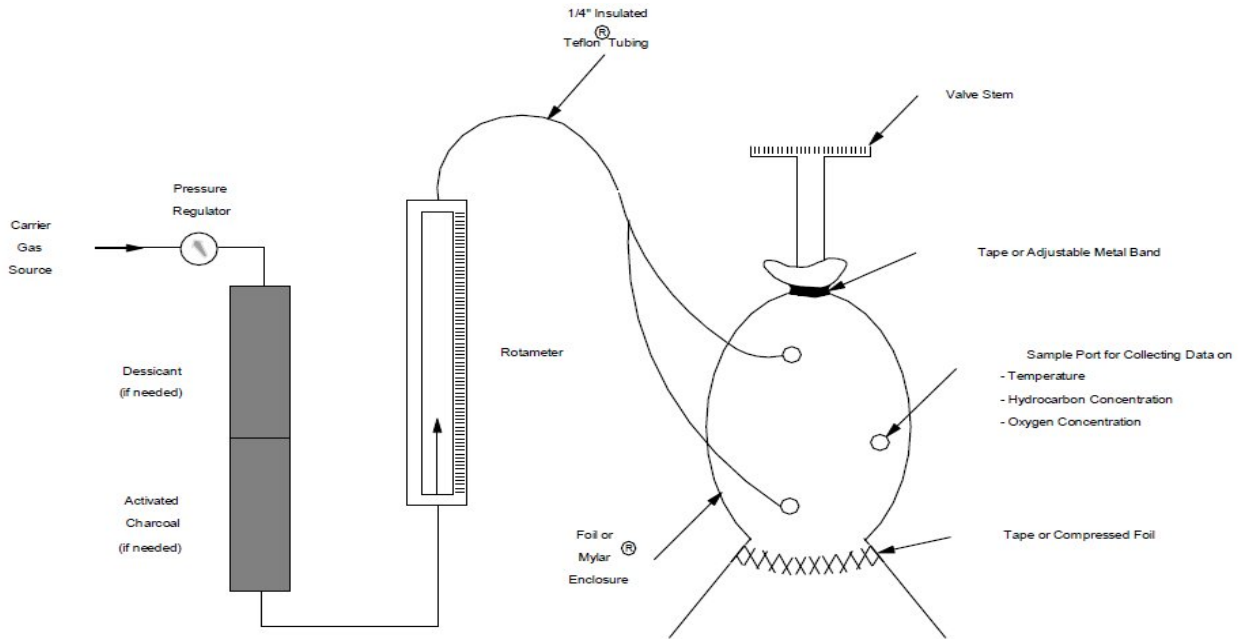 1/4" Insulated
Teflon® Tubing
Valve Stem
Pressure
Regulator
Carrier
Gas
Source
Tape or Adjustable Metal Band
Rotameter
Sample Port for Collecting Data on
- Temperature
- Hydrocarbon Concentration
- Oxygen Concentration
Dessicant
(if needed)
Activated
Charcoal
(if needed)
Foil or
Mylar ®
Enclosure
Tape or Compressed Foil